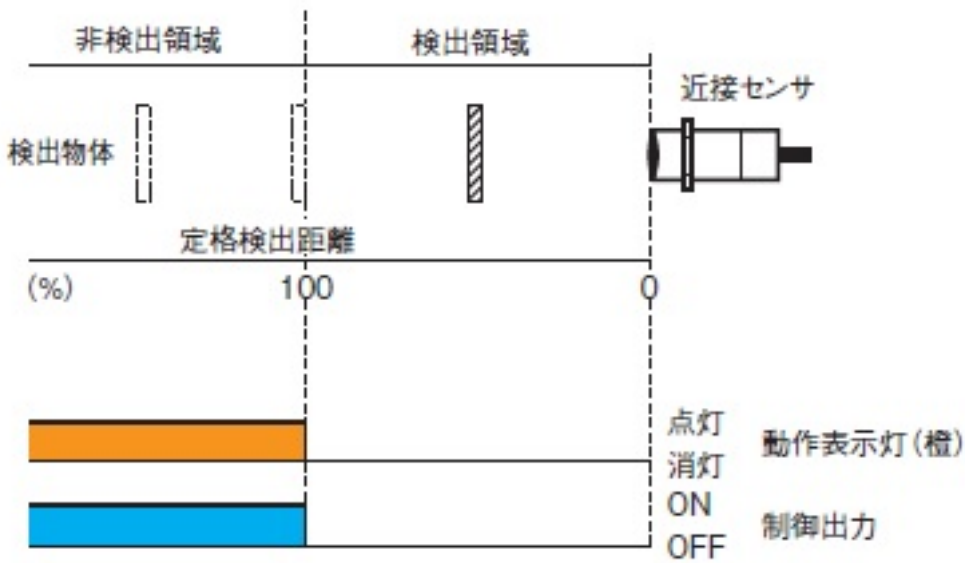 非検出領域
検出領域
近接センサ
検出物体
定格検出距離
(%)
100
0
点灯
消灯
動作表示灯(橙)
ON
OFF
制御出力